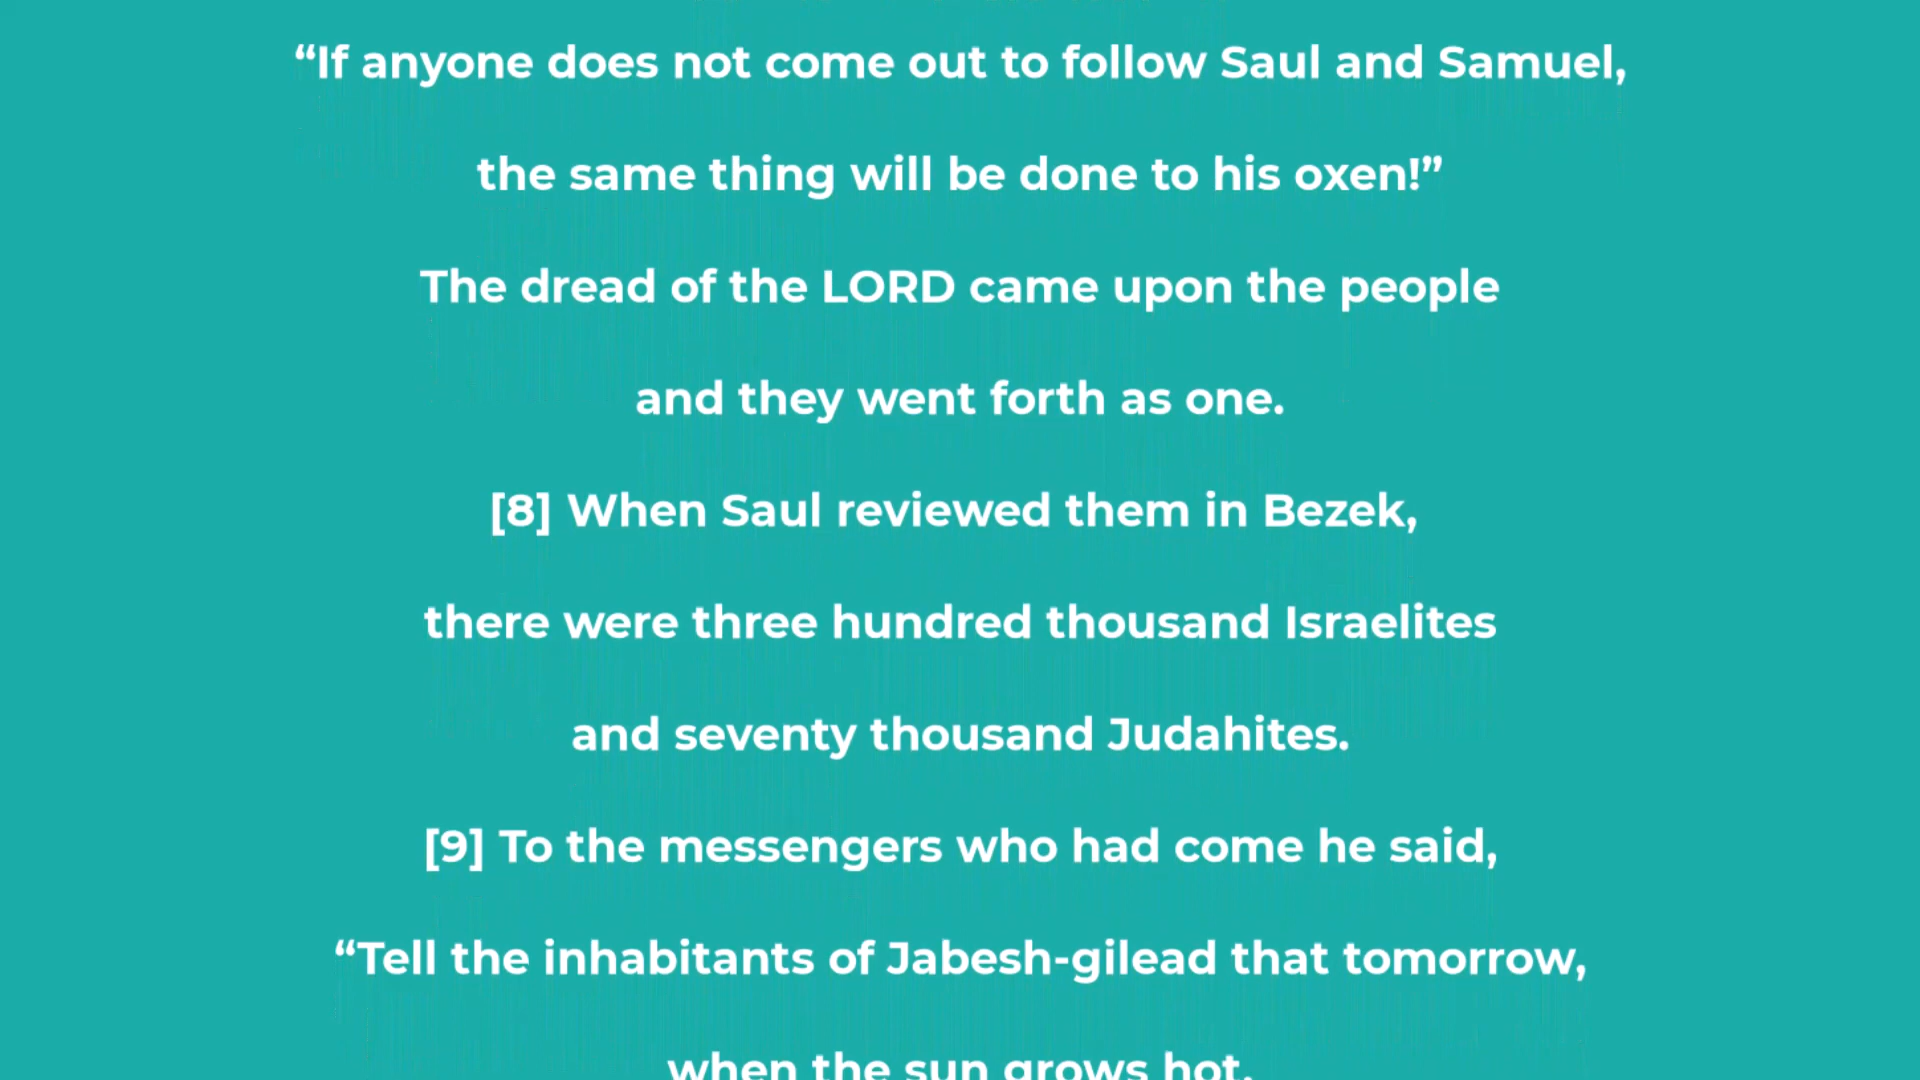 “If anyone does not come out to follow Saul and Samuel,
the same thing will be done to his oxen!”
The dread of the LORD came upon the people
and they went forth as one.
[8] When Saul reviewed them in Bezek,
there were three hundred thousand Israelites
and seventy thousand Judahites.
[9] To the messengers who had come he said,
“Tell the inhabitants of Jabesh-gilead that tomorrow,
when the sun grows hot,